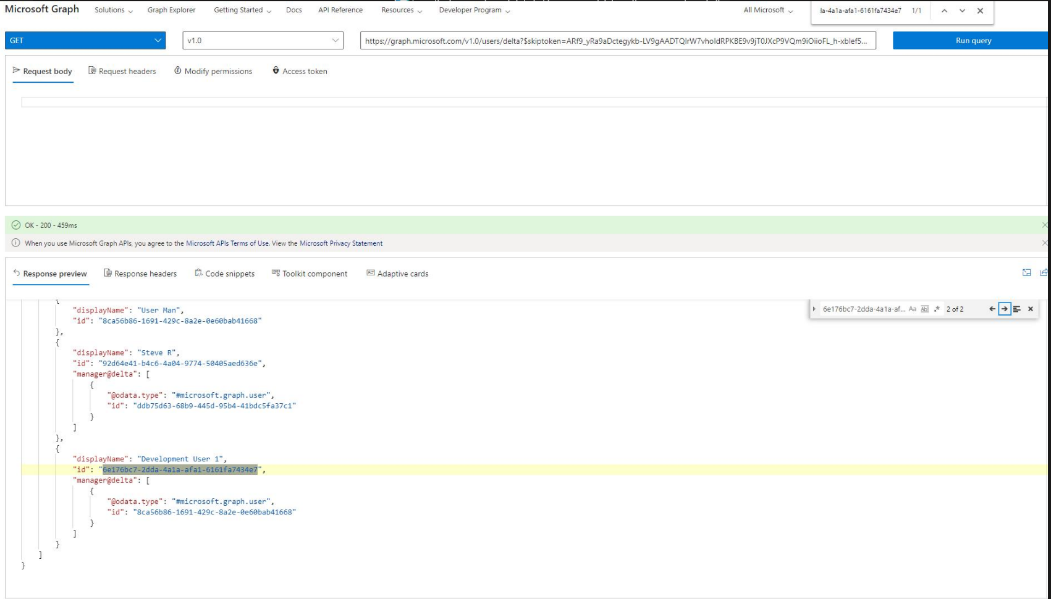 Microsoft Graph Solutions Graph Explorer Getting Started Docs API Reference Resources Developer Program All Microsoft la-4a1a-afa1-6161fa7434e7 1/1
GET v1.0 https://graph.microsoft.com/v1.0/users/delta?$skiptoken= Run query
Request body Request headers Modify permissions Access token
OK - 200 - 459ms
When you use Microsoft Graph APIs, you agree to the Microsoft APIs Terms of Use. View the Microsoft Privacy Statement
Response preview Response headers Code snippets Toolkit component Adaptive cards
{
6e176bc7-2dda-4a1a-af... Aa ab .* 2 of 2
"displayName": "User Man",
"id": "8ca56b86-1691-429c-8a2e-0e60bab41668"
},
{
"displayName": "Steve R",
"id": "92d64e41-b4c6-4a04-9774-50405aed636e",
"manager@delta": [
{
"@odata.type": "#microsoft.graph.user",
"id": "ddb75d63-68b9-445d-95b4-41bdc5fa37c1"
}
]
},
{
"displayName": "Development User 1",
"id": "6e176bc7-2dda-4a1a-afa1-6161fa7434e7",
"manager@delta": [
{
"@odata.type": "#microsoft.graph.user",
"id": "8ca56b86-1691-429c-8a2e-0e60bab41668"
}
]
}
]
}